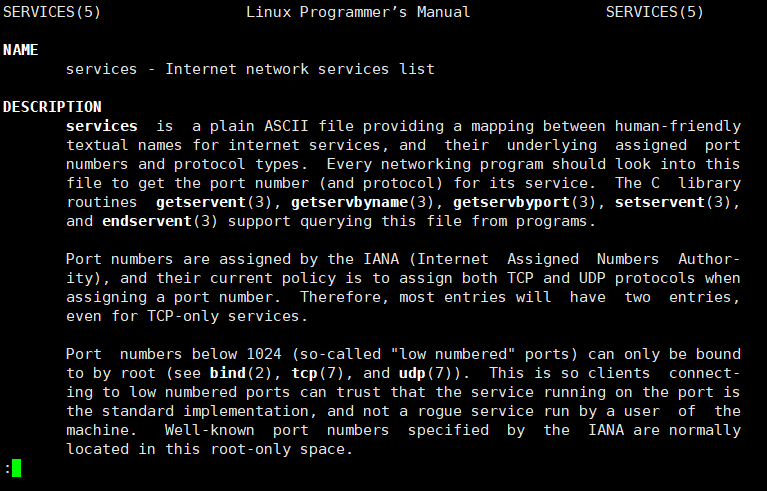 SERVICES(5)                Linux Programmer’s Manual               SERVICES(5)
NAME
       services - Internet network services list
DESCRIPTION
       services  is  a plain ASCII file providing a mapping between human-friendly
       textual names for internet services, and  their  underlying  assigned  port
       numbers and protocol types.  Every networking program should look into this
       file to get the port number (and protocol) for its service.  The C  library
       routines  getservent(3), getservbyname(3), getservbyport(3), setservent(3),
       and endservent(3) support querying this file from programs.
       Port numbers are assigned by the IANA (Internet  Assigned  Numbers  Author-
       ity), and their current policy is to assign both TCP and UDP protocols when
       assigning a port number.  Therefore, most entries will  have  two  entries,
       even for TCP-only services.
       Port  numbers below 1024 (so-called "low numbered" ports) can only be bound
       to by root (see bind(2), tcp(7), and udp(7)).  This is so clients  connect-
       ing to low numbered ports can trust that the service running on the port is
       the standard implementation, and not a rogue service run by a user  of  the
       machine.   Well-known  port  numbers  specified  by  the  IANA are normally
       located in this root-only space.
: